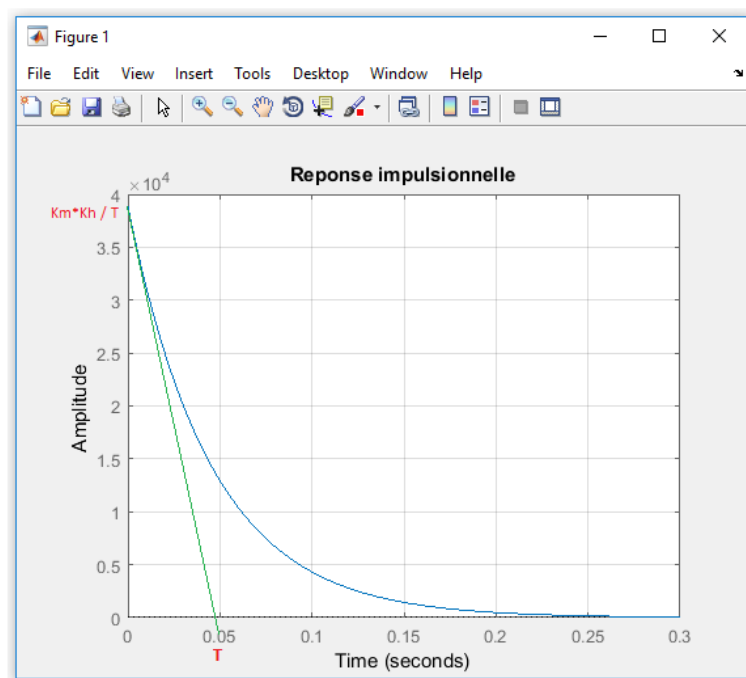 Figure 1
File Edit View Insert Tools Desktop Window Help
Reponse impulsionnelle
×10⁴
4
Km*Kh / T
3.5
3
2.5
2
1.5
1
0.5
0
Amplitude
0 0.05 0.1 0.15 0.2 0.25 0.3
T
Time (seconds)